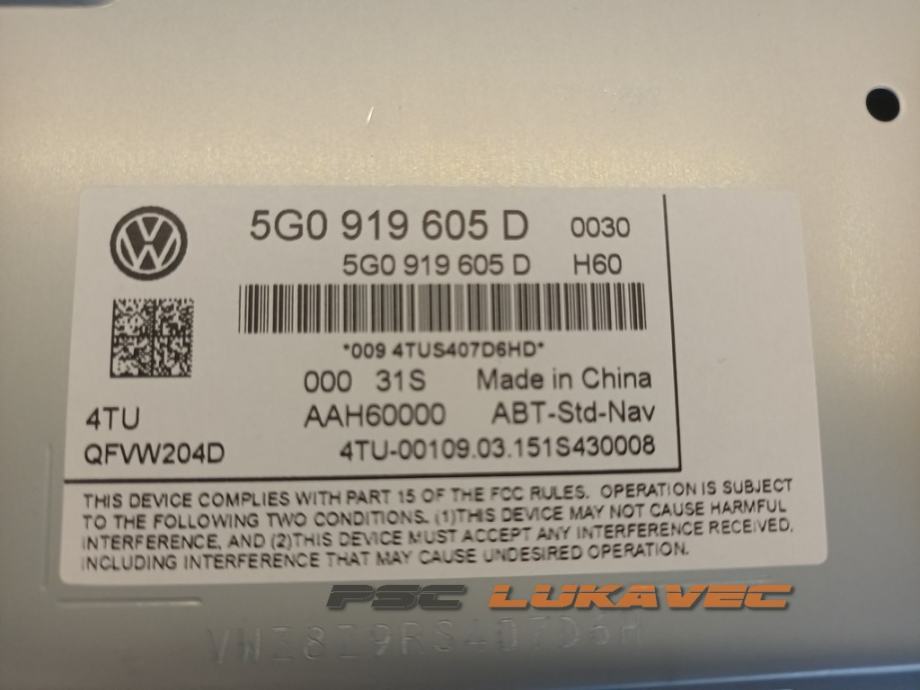 5G0 919 605 D 0030
5G0 919 605 D H60
*009 4TUS407D6HD*
000 31S Made in China
4TU AAH60000 ABT-Std-Nav
QFVW204D 4TU-00109.03.151S430008
THIS DEVICE COMPLIES WITH PART 15 OF THE FCC RULES. OPERATION IS SUBJECT
TO THE FOLLOWING TWO CONDITIONS. (1)THIS DEVICE MAY NOT CAUSE HARMFUL
INTERFERENCE, AND (2)THIS DEVICE MUST ACCEPT ANY INTERFERENCE RECEIVED,
INCLUDING INTERFERENCE THAT MAY CAUSE UNDESIRED OPERATION.
PSC LUKAVEC